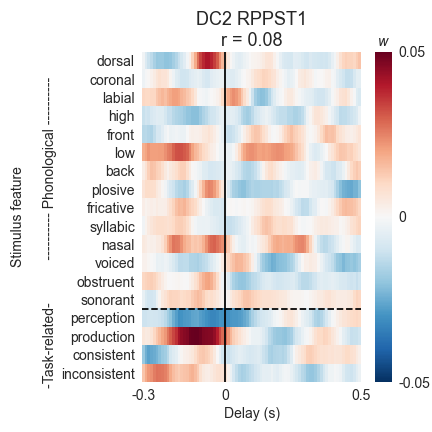 DC2 RPPST1
r = 0.08
w
dorsal
coronal
labial
high
front
low
back
plosive
fricative
syllabic
nasal
voiced
obstruent
sonorant
perception
production
consistent
inconsistent
Stimulus feature
---------- Phonological ----------
-Task-related-
-0.3
0
0.5
Delay (s)
0.05
0
-0.05